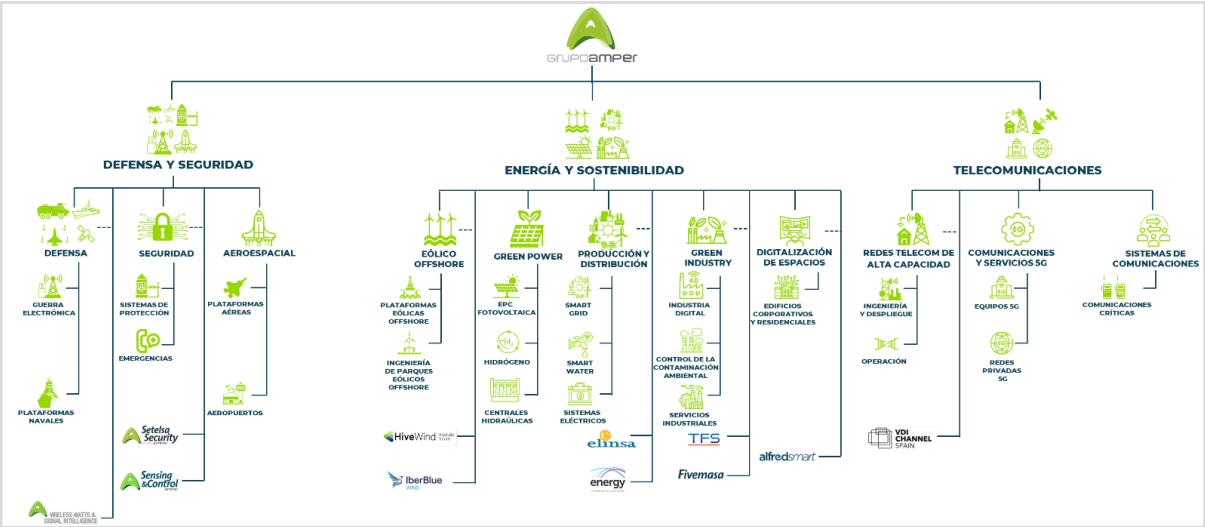 GRUPOamper
DEFENSA Y SEGURIDAD
ENERGÍA Y SOSTENIBILIDAD
TELECOMUNICACIONES
DEFENSA
SEGURIDAD
AEROESPACIAL
EÓLICO
OFFSHORE
GREEN POWER
PRODUCCIÓN Y
DISTRIBUCIÓN
GREEN
INDUSTRY
DIGITALIZACIÓN
DE ESPACIOS
REDES TELECOM DE
ALTA CAPACIDAD
COMUNICACIONES
Y SERVICIOS 5G
5G
SISTEMAS DE
COMUNICACIONES
GUERRA
ELECTRÓNICA
SISTEMAS DE
PROTECCIÓN
PLATAFORMAS
AÉREAS
PLATAFORMAS
EÓLICAS
OFFSHORE
EPC
FOTOVOLTAICA
SMART
GRID
INDUSTRIA
DIGITAL
EDIFICIOS
CORPORATIVOS
Y RESIDENCIALES
INGENIERÍA
Y DESPLIEGUE
EQUIPOS 5G
COMUNICACIONES
CRÍTICAS
EMERGENCIAS
INGENIERÍA
DE PARQUES
EÓLICOS
OFFSHORE
H2
HIDRÓGENO
SMART
WATER
CONTROL DE LA
CONTAMINACIÓN
AMBIENTAL
OPERACIÓN
REDES
PRIVADAS
5G
PLATAFORMAS
NAVALES
AEROPUERTOS
CENTRALES
HIDRAÚLICAS
SISTEMAS
ELÉCTRICOS
SERVICIOS
INDUSTRIALES
Setelsa
Security
HiveWind modular
future
elinsa
TFS
VDI
CHANNEL
SPAIN
alfredsmart
Sensing
&Control
IberBlue
WIND
energy
Fivemasa
WIRELESS WATTS &
SIGNAL INTELLIGENCE